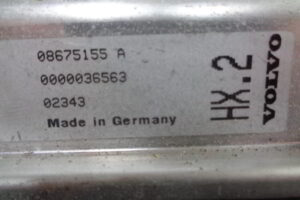 08675155 A
0000036563
02343
Made in Germany
HX.2
VOLVO